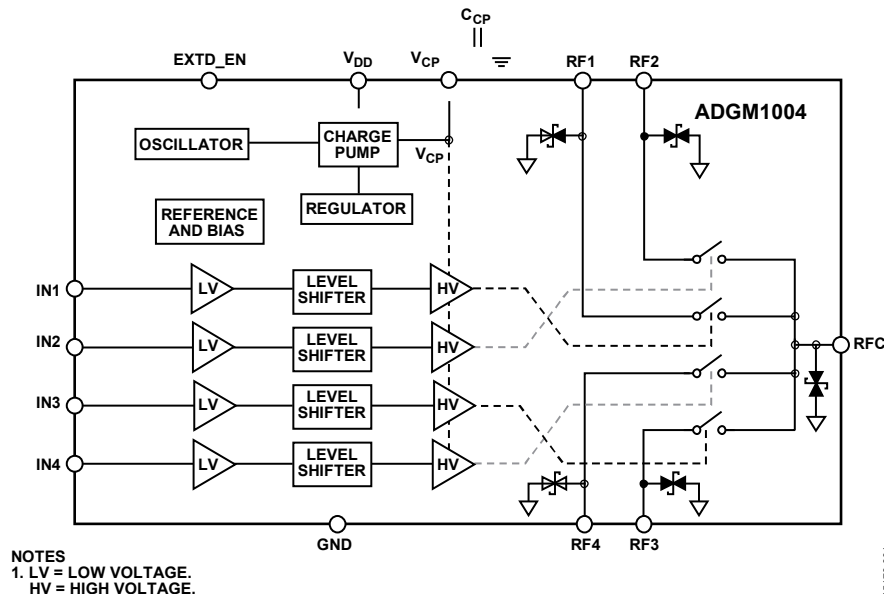 CCP
EXTD_EN
VDD
VCP
RF1
RF2
ADGM1004
OSCILLATOR
CHARGE
PUMP
VCP
REFERENCE
AND BIAS
REGULATOR
IN1
LV
LEVEL
SHIFTER
HV
IN2
LV
LEVEL
SHIFTER
HV
RFC
IN3
LV
LEVEL
SHIFTER
HV
IN4
LV
LEVEL
SHIFTER
HV
GND
RF4
RF3
NOTES
1. LV = LOW VOLTAGE.
HV = HIGH VOLTAGE.